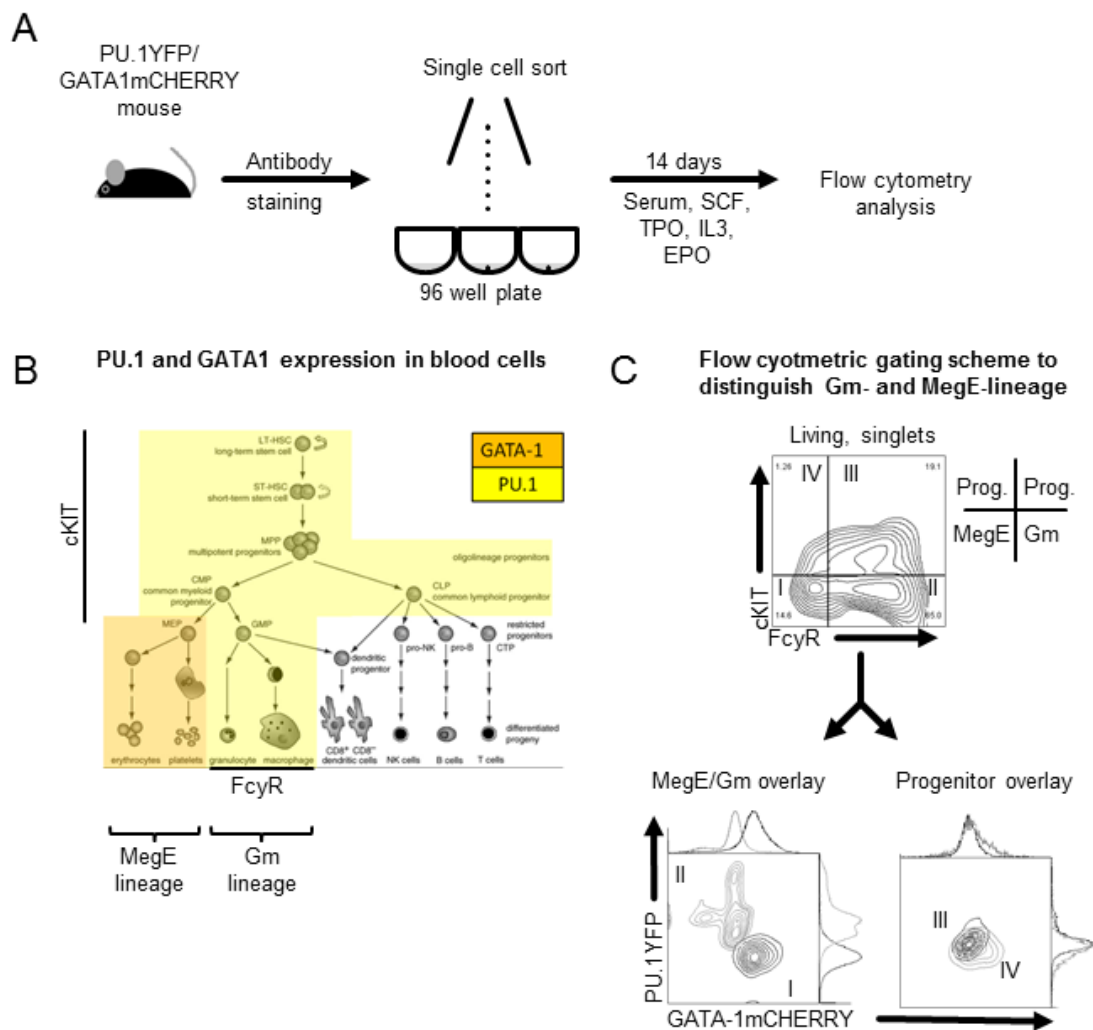 A
PU.1YFP/
GATA1mCHERRY
mouse
Antibody
staining
Single cell sort
96 well plate
14 days
Serum, SCF,
TPO, IL3,
EPO
Flow cytometry
analysis
B
PU.1 and GATA1 expression in blood cells
cKIT
GATA-1
PU.1
LT-HSC
long-term stem cell
ST-HSC
short-term stem cell
MPP
multipotent progenitors
oligolineage progenitors
CMP
common myeloid
progenitor
CLP
common lymphoid progenitor
MEP
GMP
restricted
progenitors
pro-NK
pro-B
CTP
dendritic
progenitor
differentiated
progeny
erythrocytes
platelets
granulocyte
macrophage
CD8+ CD8−
dendritic cells
NK cells
B cells
T cells
FcyR
MegE
lineage
Gm
lineage
C
Flow cyotmetric gating scheme to
distinguish Gm- and MegE-lineage
Living, singlets
1.26
IV
III
19.1
I
II
14.6
65.0
cKIT
FcyR
Prog.
Prog.
MegE
Gm
MegE/Gm overlay
II
I
PU.1YFP
GATA-1mCHERRY
Progenitor overlay
III
IV